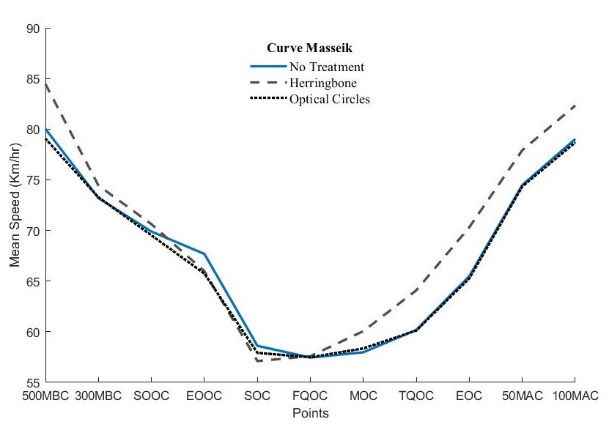 90
85
80
75
70
65
60
55
Mean Speed (Km/hr)
Curve Masseik
No Treatment
Herringbone
Optical Circles
500MBC 300MBC SOOC EOOC SOC FQOC MOC TQOC EOC 50MAC 100MAC
Points